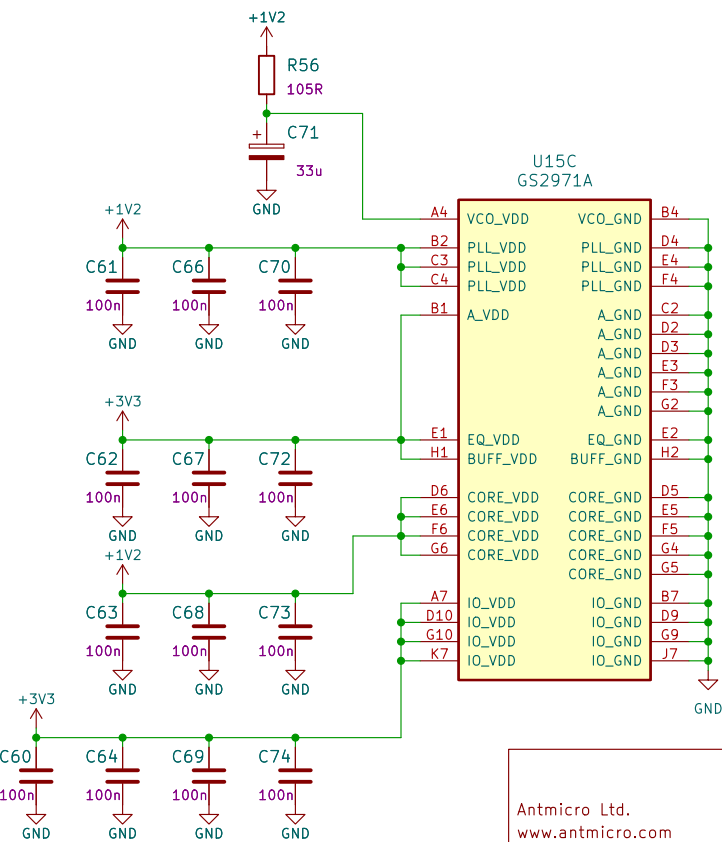 +1V2
R56
105R
+
C71
33u
GND
U15C
GS2971A
A4 VCO_VDD VCO_GND B4
+1V2
B2 PLL_VDD PLL_GND D4
C61 C66 C70 C3 PLL_VDD PLL_GND E4
C4 PLL_VDD PLL_GND F4
100n 100n 100n
B1 A_VDD A_GND C2
A_GND D2
GND GND GND
A_GND D3
A_GND E3
A_GND F3
+3V3
A_GND G2
E1 EQ_VDD EQ_GND E2
C62 C67 C72 H1 BUFF_VDD BUFF_GND H2
100n 100n 100n D6 CORE_VDD CORE_GND D5
E6 CORE_VDD CORE_GND E5
GND GND GND F6 CORE_VDD CORE_GND F5
+1V2 G6 CORE_VDD CORE_GND G4
CORE_GND G5
A7 IO_VDD IO_GND B7
C63 C68 C73 D10 IO_VDD IO_GND D9
G10 IO_VDD IO_GND G9
100n 100n 100n
K7 IO_VDD IO_GND J7
GND GND GND
+3V3
GND
C60 C64 C69 C74
100n 100n 100n 100n
GND GND GND GND
Antmicro Ltd.
www.antmicro.com